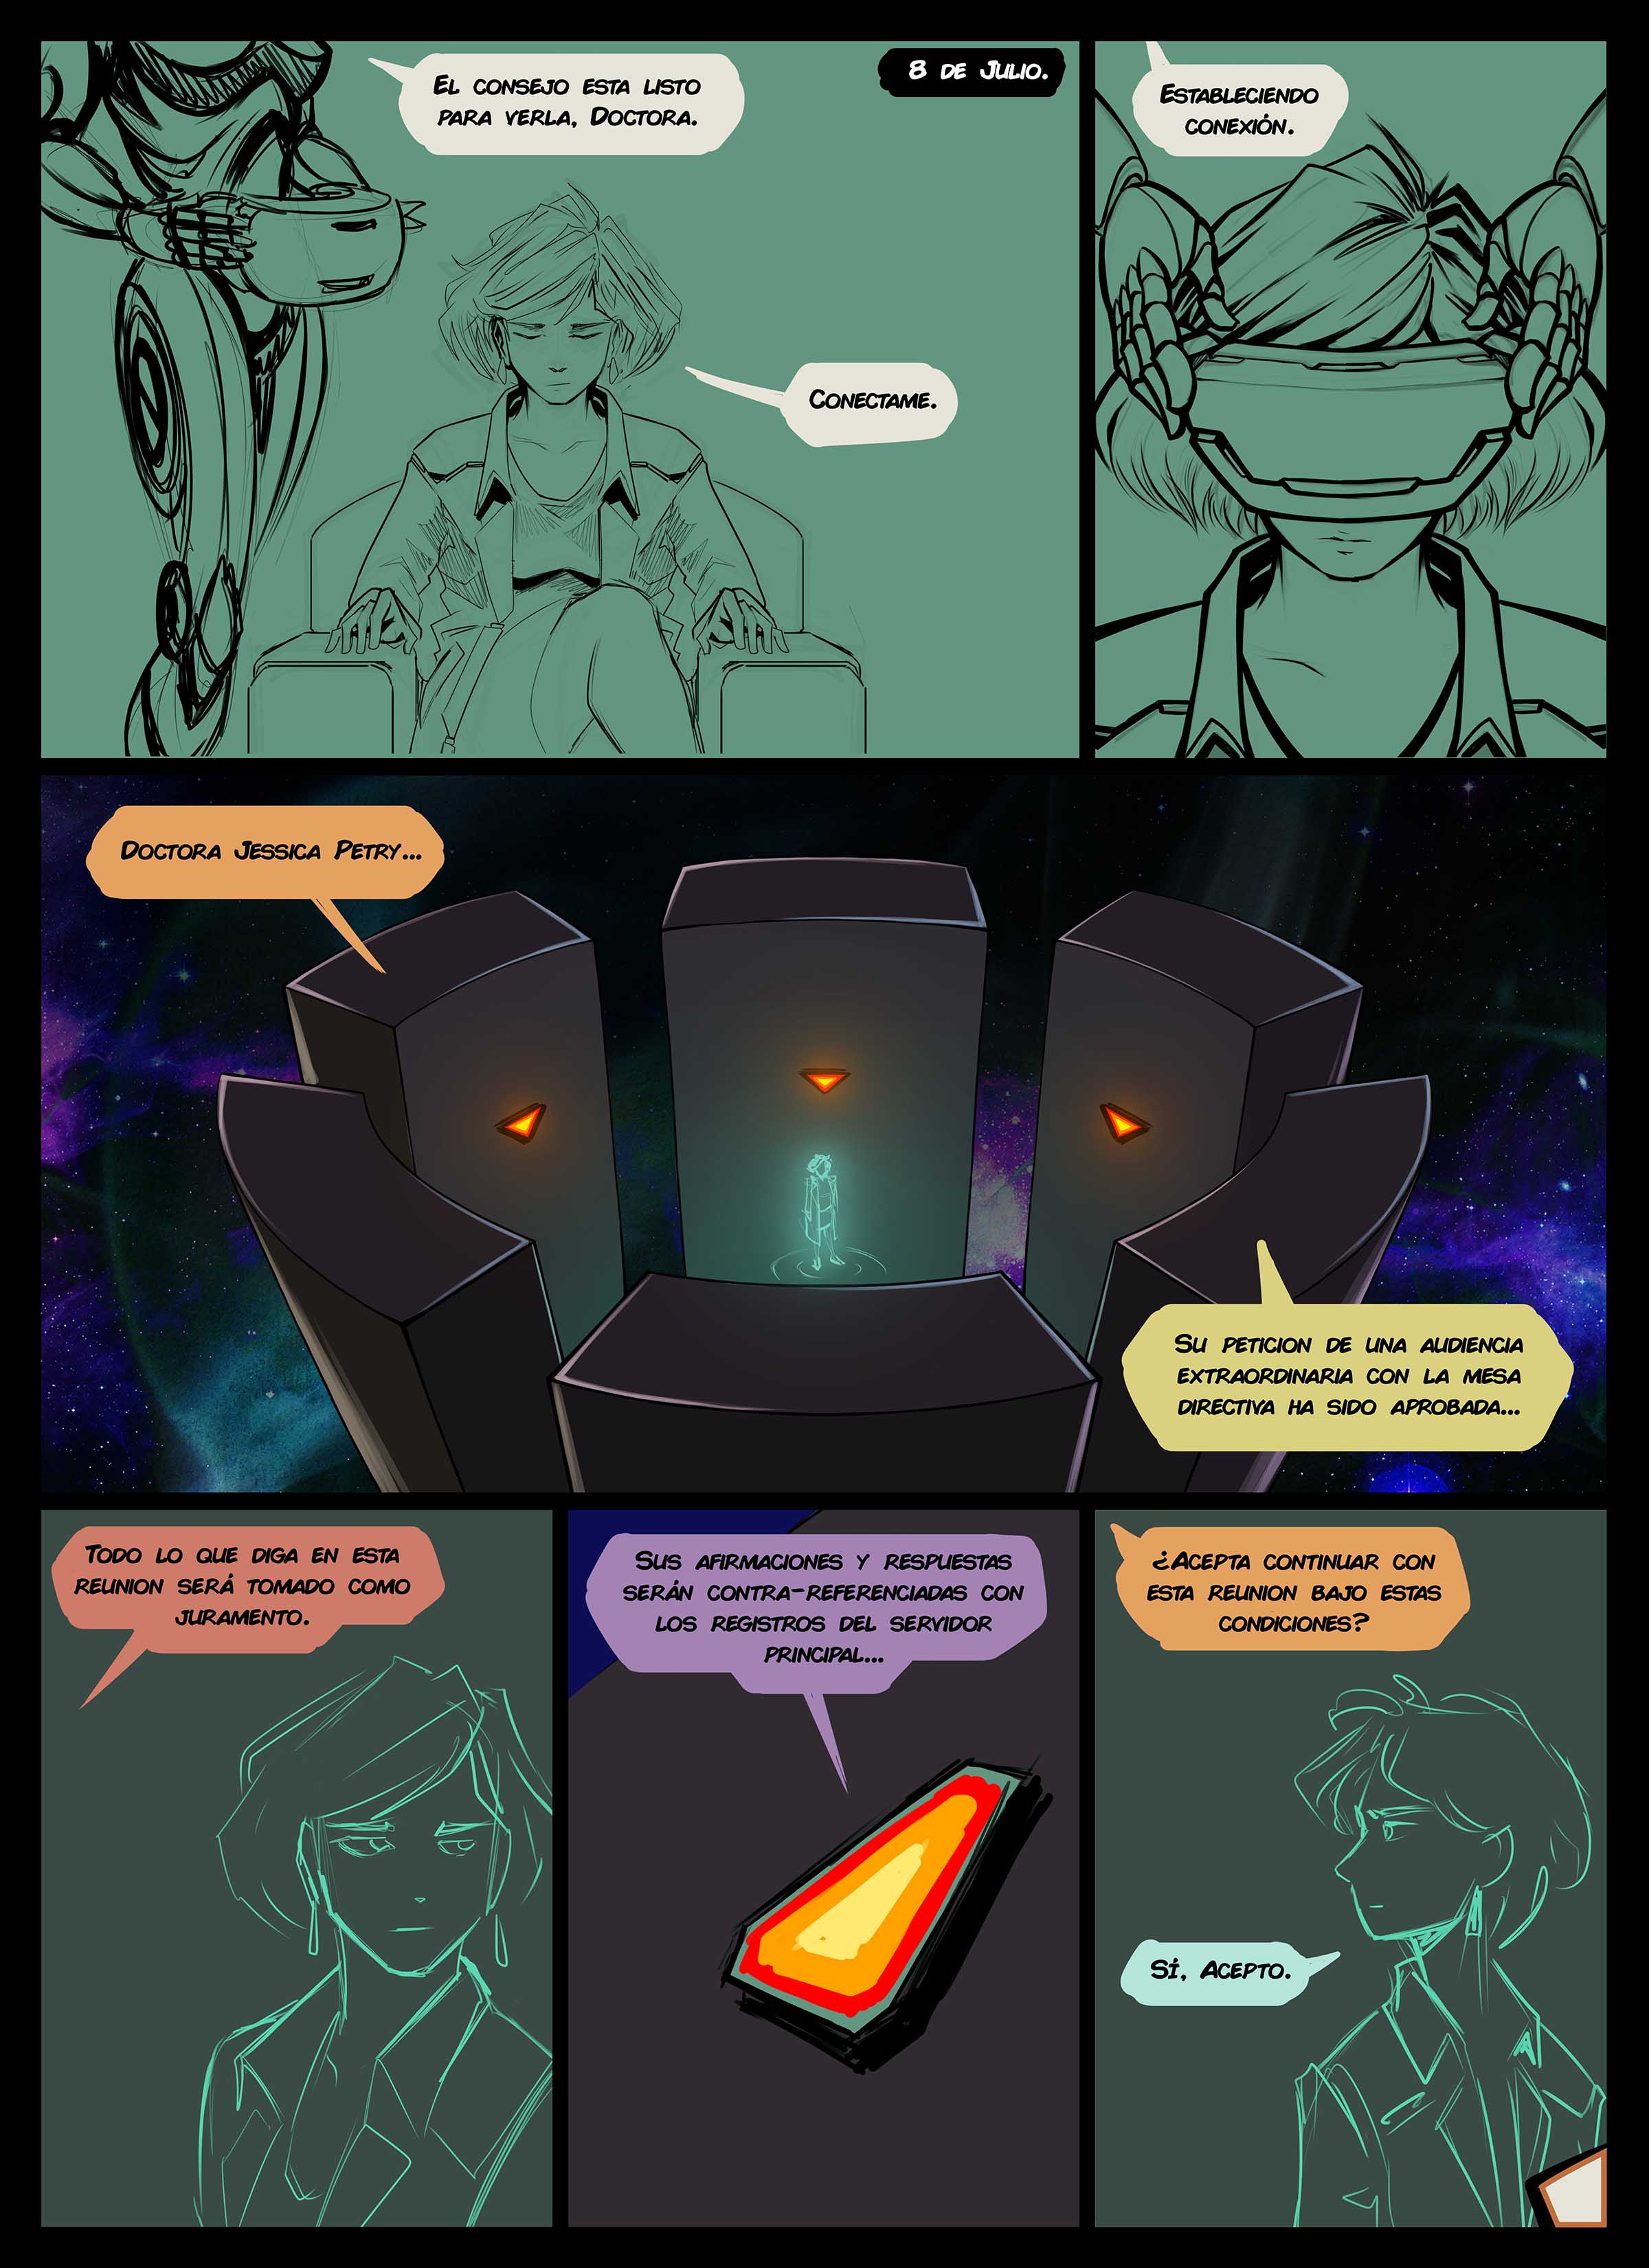 El consejo esta listo
para verla, Doctora.
8 de Julio.
Conectame.
Estableciendo
conexión.
Doctora Jessica Petry...
Su peticion de una audiencia
extraordinaria con la mesa
directiva ha sido aprobada...
Todo lo que diga en esta
reunion será tomado como
juramento.
Sus afirmaciones y respuestas
serán contra-referenciadas con
los registros del servidor
principal...
¿Acepta continuar con
esta reunion bajo estas
condiciones?
Sí, Acepto.